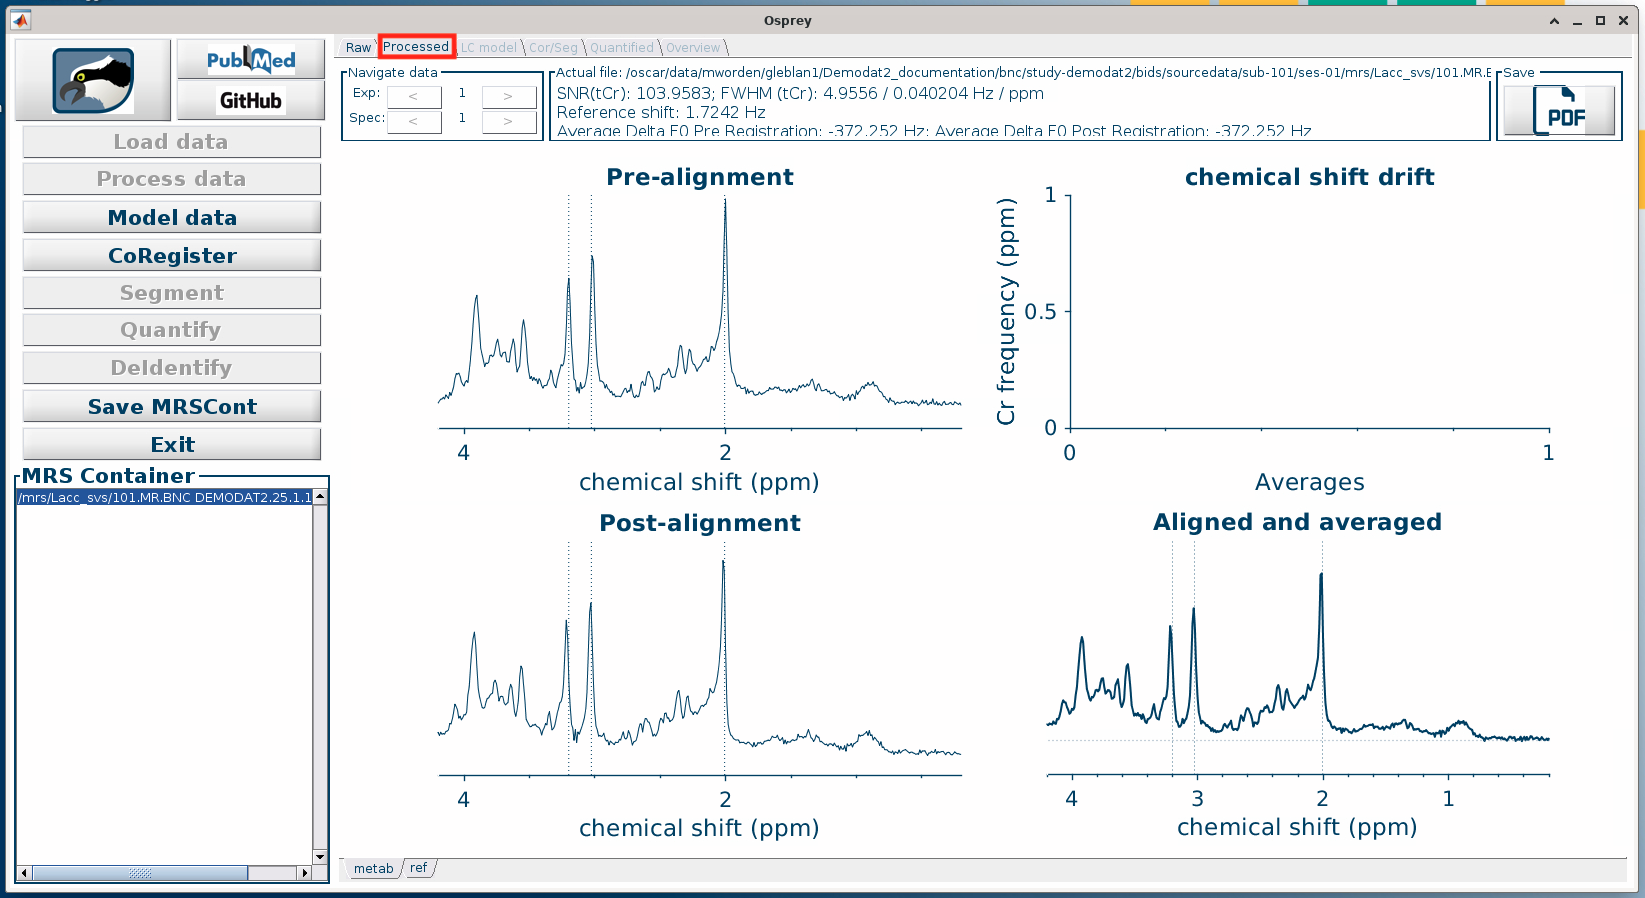 Osprey
PubMed
GitHub
Load data
Process data
Model data
CoRegister
Segment
Quantify
DeIdentify
Save MRSCont
Exit
MRS Container
/mrs/Lacc_svs/101.MR.BNC DEMODAT2.25.1.1
Raw
Processed
LC model
Cor/Seg
Quantified
Overview
Navigate data
Exp: < 1 >
Spec: < 1 >
Actual file: /oscar/data/mworden/gleblan1/Demodat2_documentation/bnc/study-demodat2/bids/sourcedata/sub-101/ses-01/mrs/Lacc_svs/101.MR.B
SNR(tCr): 103.9583; FWHM (tCr): 4.9556 / 0.040204 Hz / ppm
Reference shift: 1.7242 Hz
Average Delta F0 Pre Registration: -372.252 Hz; Average Delta F0 Post Registration: -372.252 Hz
Save
PDF
Pre-alignment
4 2
chemical shift (ppm)
chemical shift drift
Cr frequency (ppm)
1
0.5
0
0 1
Averages
Post-alignment
4 2
chemical shift (ppm)
Aligned and averaged
4 3 2 1
chemical shift (ppm)
metab
ref